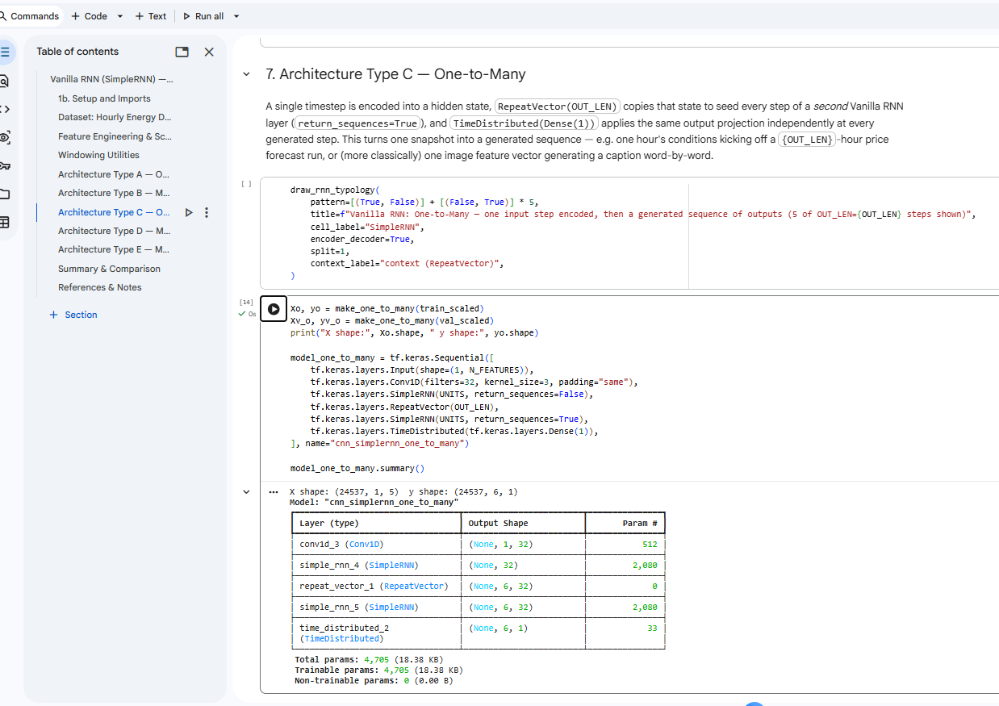 Commands + Code + Text Run all
Table of contents
Vanilla RNN (SimpleRNN) —...
1b. Setup and Imports
Dataset: Hourly Energy D...
Feature Engineering & Sc...
Windowing Utilities
Architecture Type A — O...
Architecture Type B — M...
Architecture Type C — O...
Architecture Type D — M...
Architecture Type E — M...
Summary & Comparison
References & Notes
+ Section
7. Architecture Type C — One-to-Many
A single timestep is encoded into a hidden state, RepeatVector(OUT_LEN) copies that state to seed every step of a second Vanilla RNN
layer (return_sequences=True), and TimeDistributed(Dense(1)) applies the same output projection independently at every
generated step. This turns one snapshot into a generated sequence — e.g. one hour's conditions kicking off a {OUT_LEN}-hour price
forecast run, or (more classically) one image feature vector generating a caption word-by-word.
[ ]
draw_rnn_typology(
    pattern=[(True, False)] + [(False, True)] * 5,
    title=f"Vanilla RNN: One-to-Many — one input step encoded, then a generated sequence of outputs (5 of OUT_LEN={OUT_LEN} steps shown)",
    cell_label="SimpleRNN",
    encoder_decoder=True,
    split=1,
    context_label="context (RepeatVector)",
)
[14]
0s
Xo, yo = make_one_to_many(train_scaled)
Xv_o, yv_o = make_one_to_many(val_scaled)
print("X shape:", Xo.shape, " y shape:", yo.shape)
model_one_to_many = tf.keras.Sequential([
    tf.keras.layers.Input(shape=(1, N_FEATURES)),
    tf.keras.layers.Conv1D(filters=32, kernel_size=3, padding="same"),
    tf.keras.layers.SimpleRNN(UNITS, return_sequences=False),
    tf.keras.layers.RepeatVector(OUT_LEN),
    tf.keras.layers.SimpleRNN(UNITS, return_sequences=True),
    tf.keras.layers.TimeDistributed(tf.keras.layers.Dense(1)),
], name="cnn_simplernn_one_to_many")
model_one_to_many.summary()
X shape: (24537, 1, 5)  y shape: (24537, 6, 1)
Model: "cnn_simplernn_one_to_many"
Layer (type) Output Shape Param #
conv1d_3 (Conv1D) (None, 1, 32) 512
simple_rnn_4 (SimpleRNN) (None, 32) 2,080
repeat_vector_1 (RepeatVector) (None, 6, 32) 0
simple_rnn_5 (SimpleRNN) (None, 6, 32) 2,080
time_distributed_2 (None, 6, 1) 33
(TimeDistributed)
Total params: 4,705 (18.38 KB)
Trainable params: 4,705 (18.38 KB)
Non-trainable params: 0 (0.00 B)